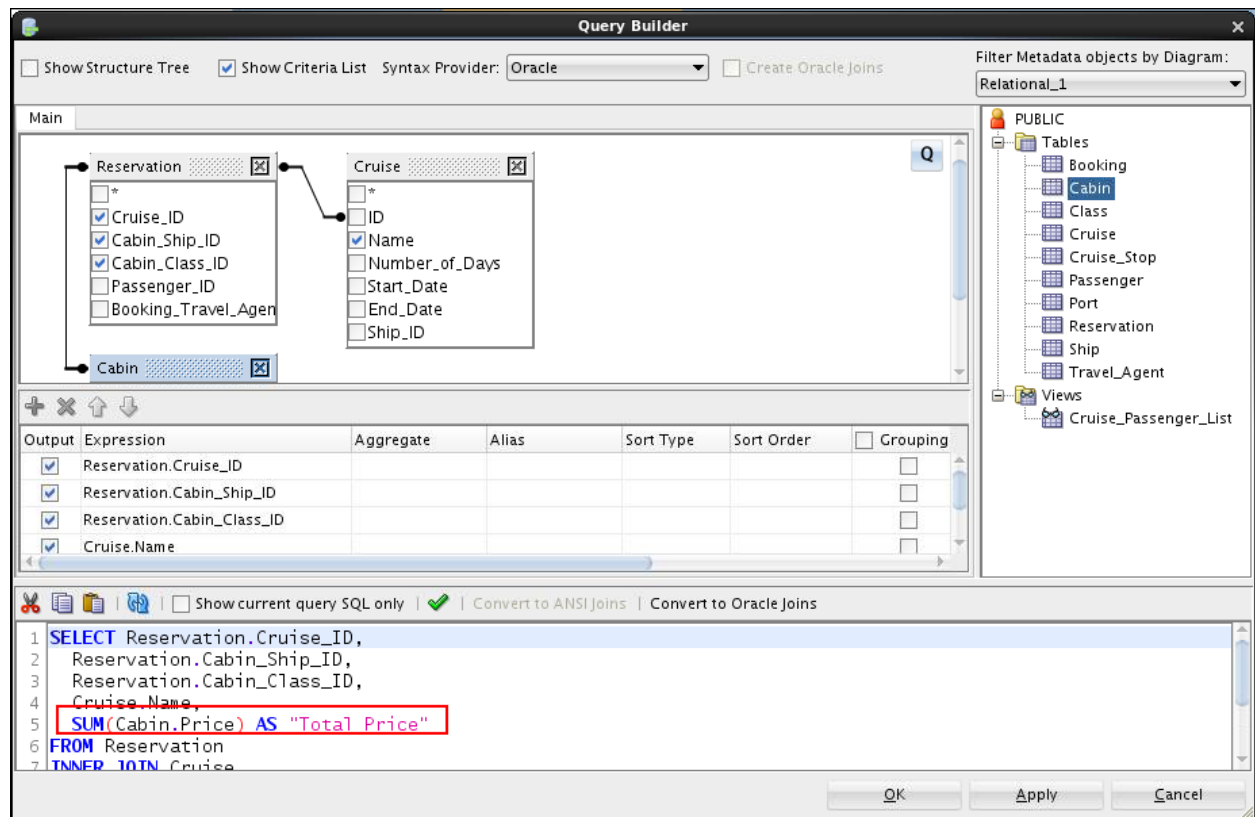 Query Builder
Show Structure Tree Show Criteria List Syntax Provider: Oracle Create Oracle Joins
Filter Metadata objects by Diagram:
Relational_1
Main
Reservation
*
Cruise_ID
Cabin_Ship_ID
Cabin_Class_ID
Passenger_ID
Booking_Travel_Agen
Cruise
*
ID
Name
Number_of_Days
Start_Date
End_Date
Ship_ID
Cabin
Q
PUBLIC
Tables
Booking
Cabin
Class
Cruise
Cruise_Stop
Passenger
Port
Reservation
Ship
Travel_Agent
Views
Cruise_Passenger_List
Output Expression Aggregate Alias Sort Type Sort Order Grouping
Reservation.Cruise_ID
Reservation.Cabin_Ship_ID
Reservation.Cabin_Class_ID
Cruise.Name
Show current query SQL only Convert to ANSI Joins Convert to Oracle Joins
1 SELECT Reservation.Cruise_ID,
2 Reservation.Cabin_Ship_ID,
3 Reservation.Cabin_Class_ID,
4 Cruise.Name,
5 SUM(Cabin.Price) AS "Total Price"
6 FROM Reservation
7 INNER JOIN Cruise
OK Apply Cancel